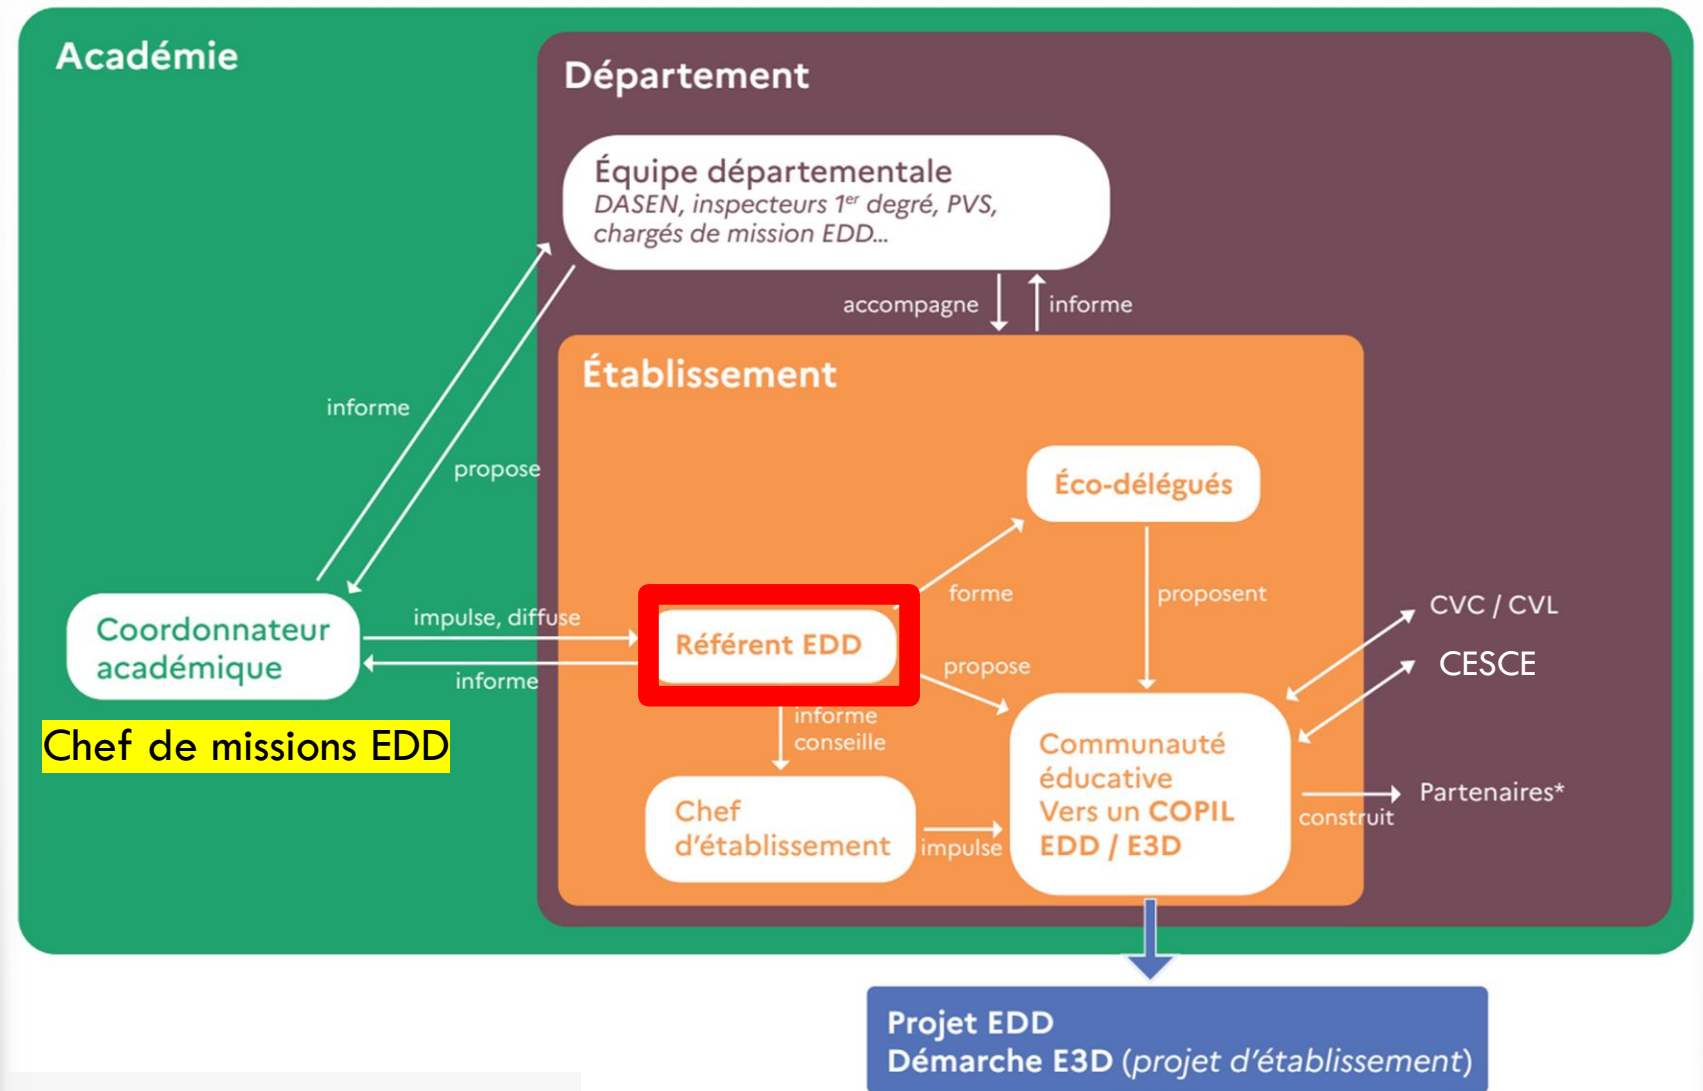 Académie
Département
Équipe départementale
DASEN, inspecteurs 1er degré, PVS,
chargés de mission EDD...
accompagne
informe
Établissement
informe
propose
Éco-délégués
forme
proposent
Coordonnateur
académique
impulse, diffuse
informe
Référent EDD
propose
CVC / CVL
CESCE
Chef de missions EDD
informe
conseille
Chef
d’établissement
impulse
Communauté
éducative
Vers un COPIL
EDD / E3D
construit
Partenaires*
Projet EDD
Démarche E3D (projet d’établissement)